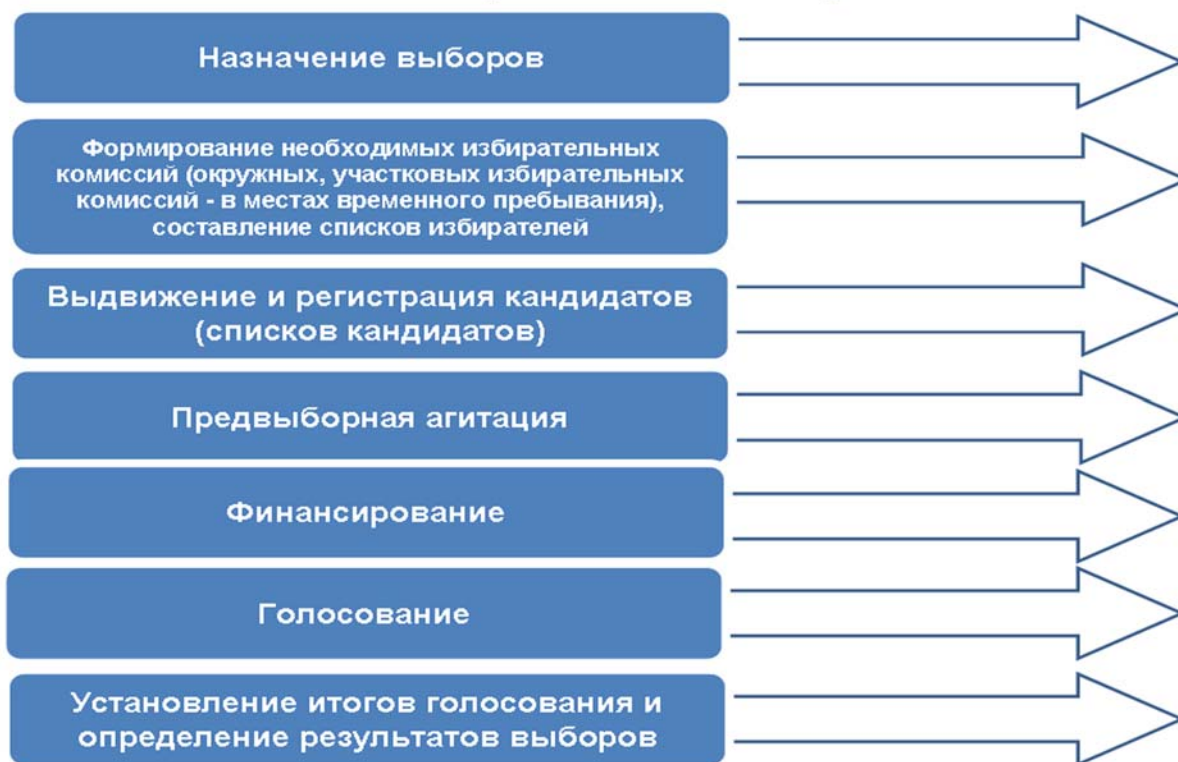 Назначение выборов
Формирование необходимых избирательных
комиссий (окружных, участковых избирательных
комиссий - в местах временного пребывания),
составление списков избирателей
Выдвижение и регистрация кандидатов
(списков кандидатов)
Предвыборная агитация
Финансирование
Голосование
Установление итогов голосования и
определение результатов выборов